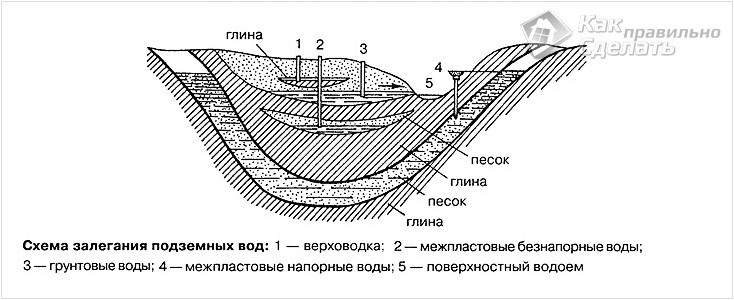 Как правильно
Сделать
глина
1 2 3 4 5
песок
глина
песок
глина
Схема залегания подземных вод: 1 — верховодка; 2 — межпластовые безнапорные воды;
3 — грунтовые воды; 4 — межпластовые напорные воды; 5 — поверхностный водоем